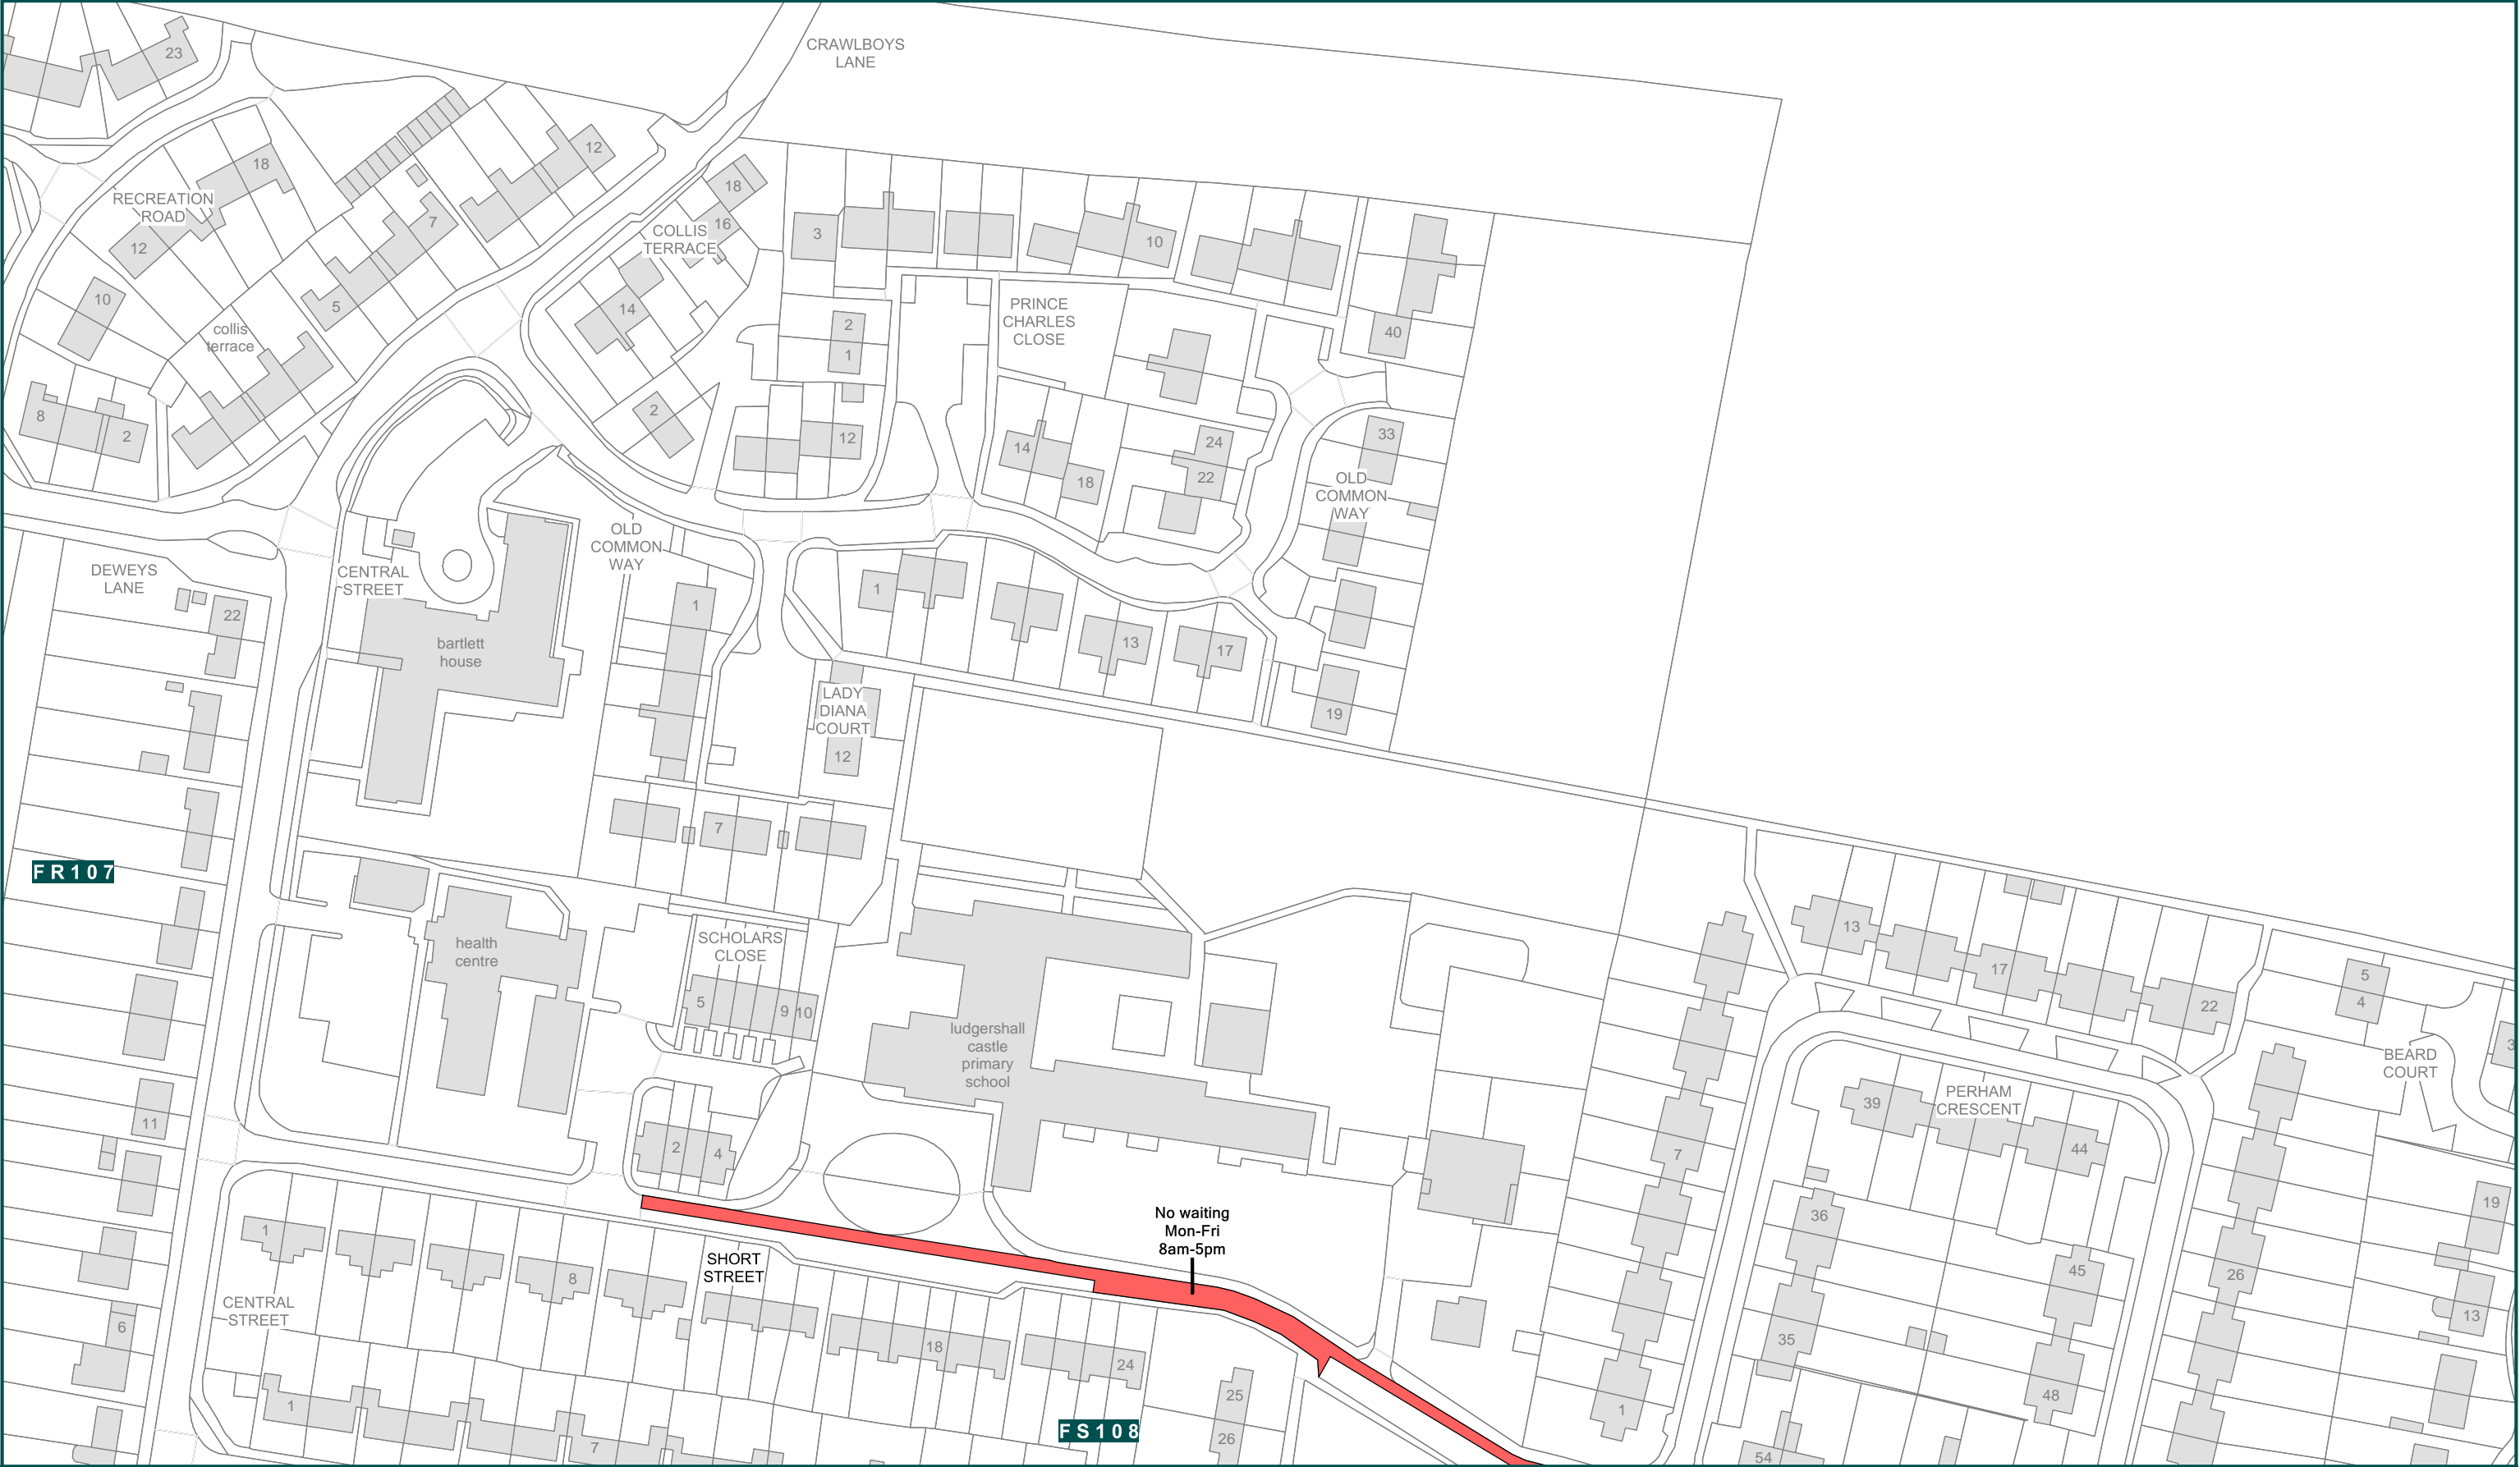 CRAWLBOYS
LANE
23
12
18
RECREATION
ROAD
12
7
18
16
COLLIS
TERRACE
3
10
10
5
14
collis
terrace
PRINCE
CHARLES
CLOSE
2
1
40
8
2
2
12
14
18
24
22
33
OLD
COMMON
WAY
OLD
COMMON
WAY
DEWEYS
LANE
CENTRAL
STREET
22
1
1
bartlett
house
13
17
LADY
DIANA
COURT
12
19
7
FR107
health
centre
SCHOLARS
CLOSE
5
9
10
ludgershall
castle
primary
school
13
17
22
5
4
3
BEARD
COURT
PERHAM
CRESCENT
39
44
11
2
4
7
36
19
No waiting
Mon-Fri
8am-5pm
1
8
SHORT
STREET
45
26
13
CENTRAL
STREET
6
18
24
35
48
1
25
1
7
FS108
26
54